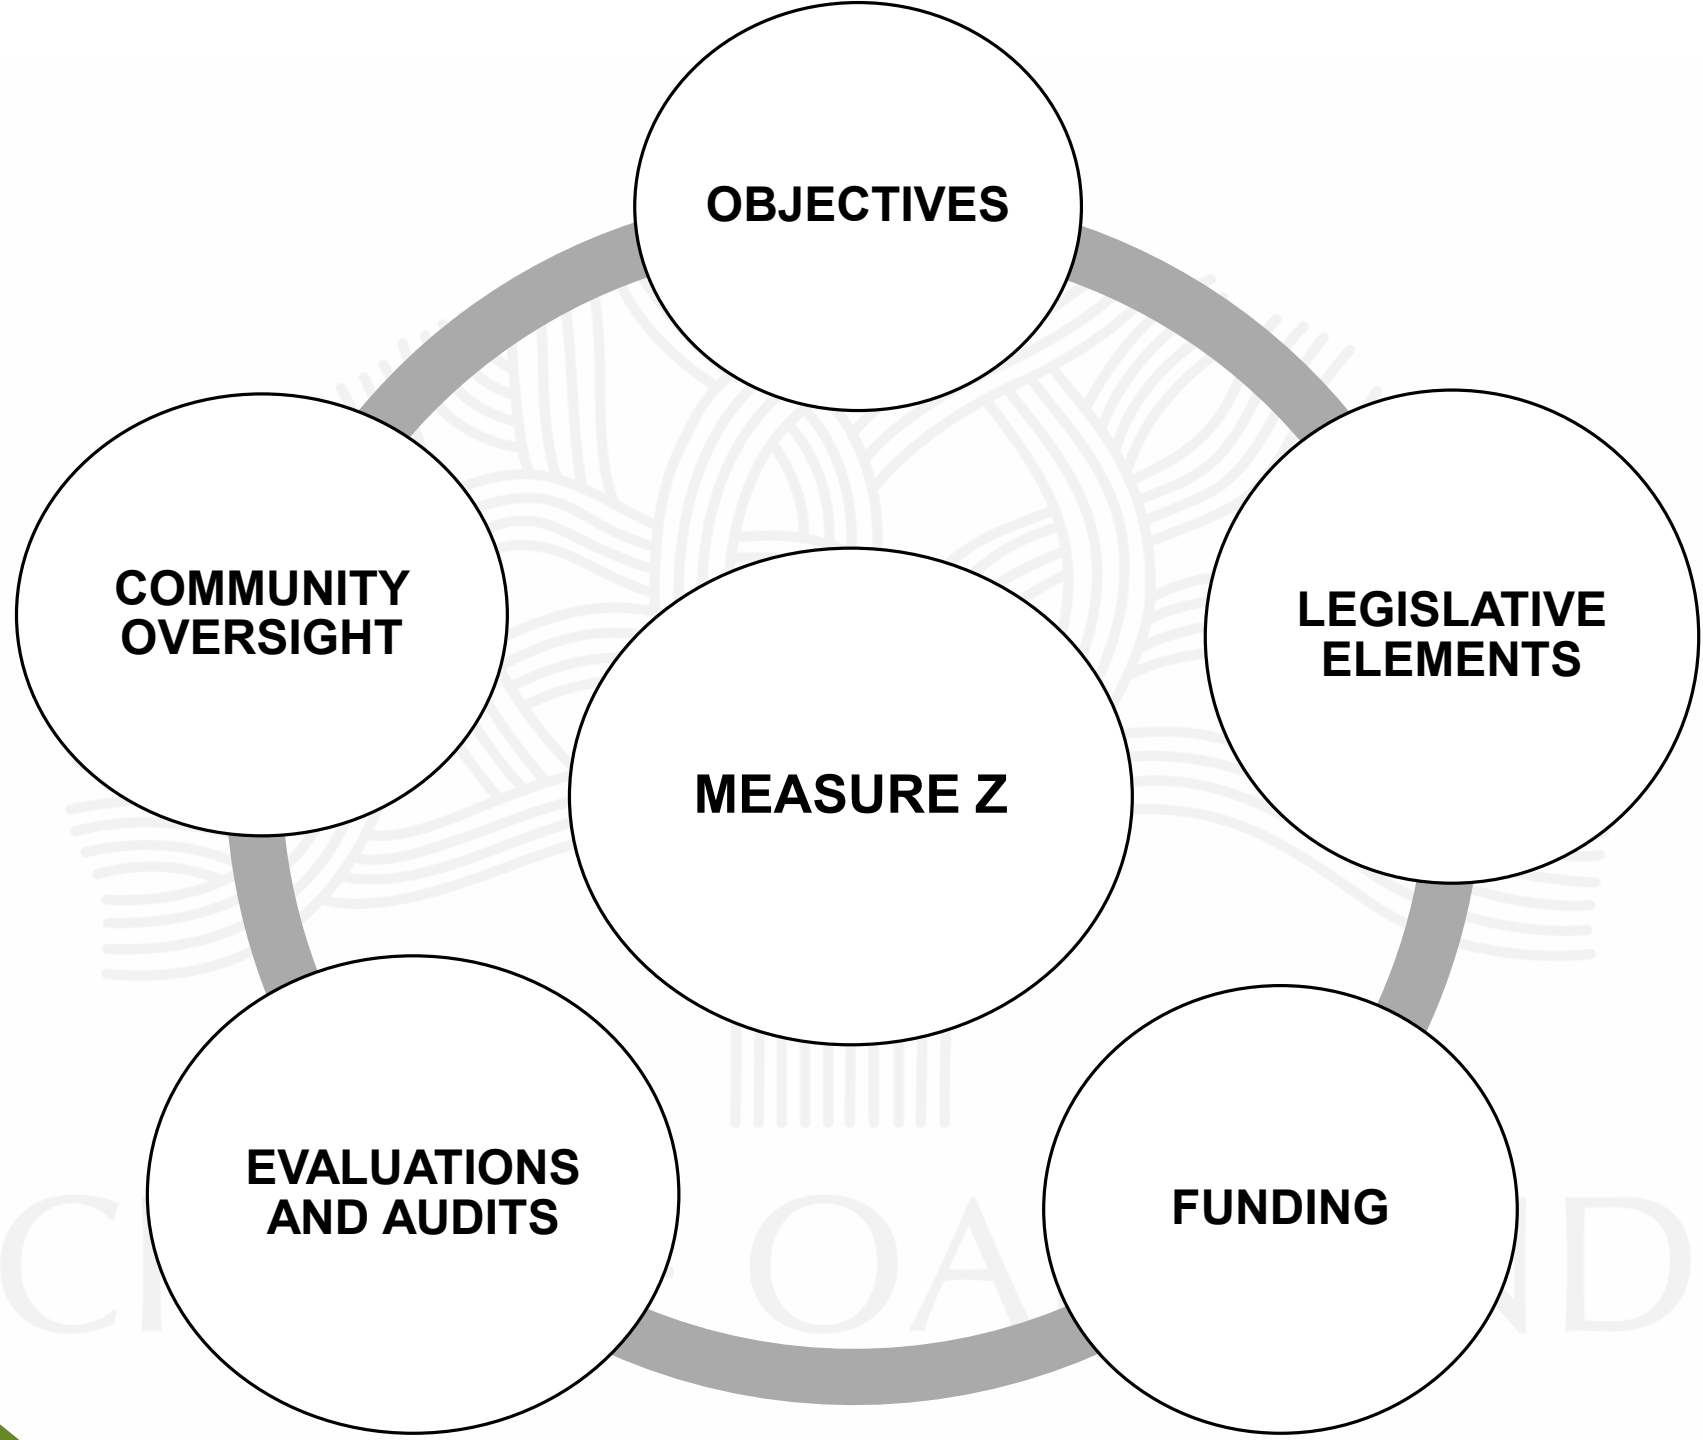 OBJECTIVES
COMMUNITY
OVERSIGHT
LEGISLATIVE
ELEMENTS
MEASURE Z
EVALUATIONS
AND AUDITS
FUNDING